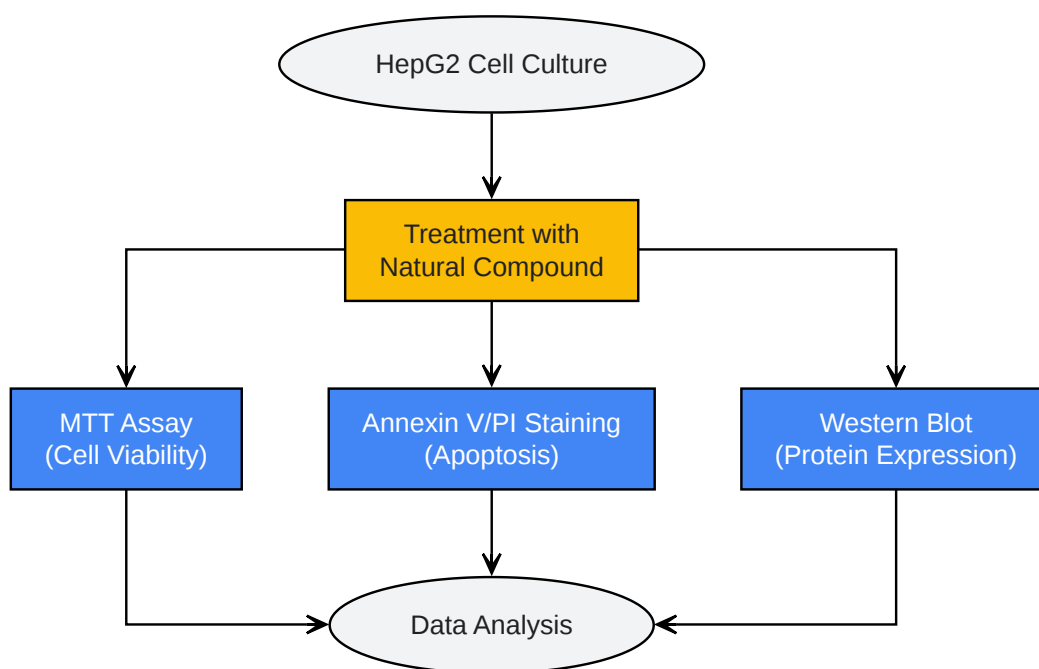 HepG2 Cell Culture
Treatment with
Natural Compound
MTT Assay
(Cell Viability)
Annexin V/PI Staining
(Apoptosis)
Western Blot
(Protein Expression)
Data Analysis